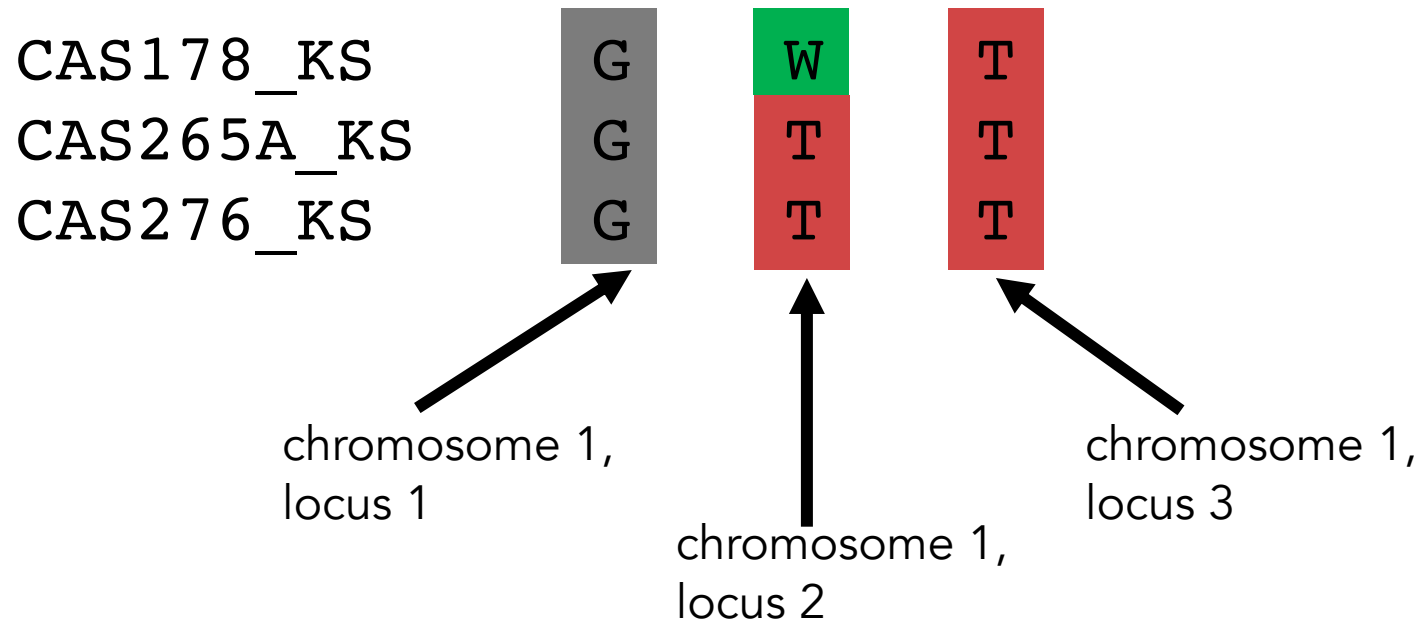 CAS178_KS G W T
CAS265A_KS G T T
CAS276_KS G T T
chromosome 1,
locus 1
chromosome 1,
locus 2
chromosome 1,
locus 3